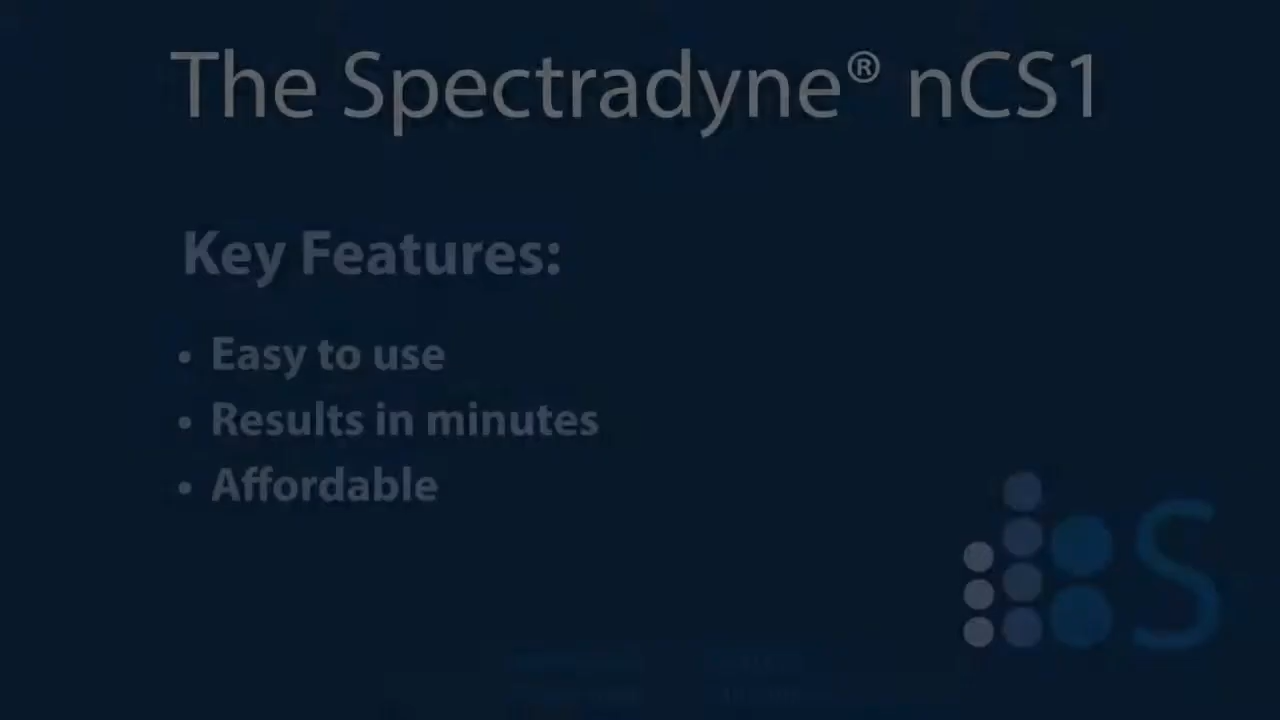 The Spectradyne® nCS1
Key Features:
• Easy to use
• Results in minutes
• Affordable
S